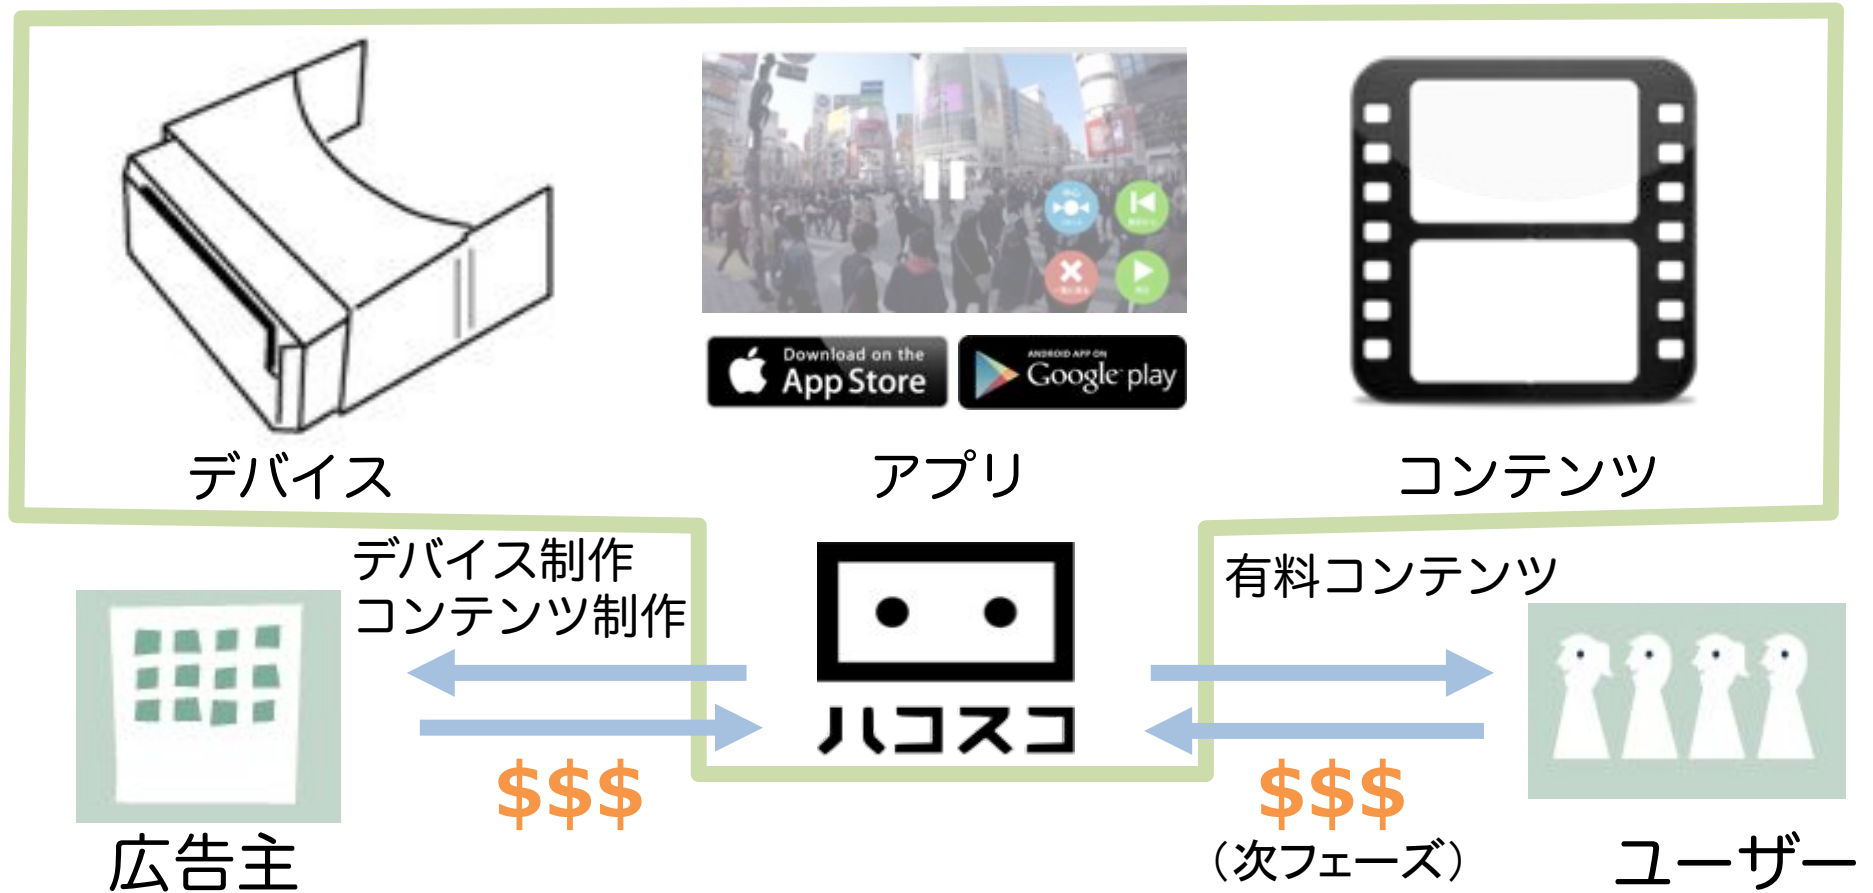 Download on the
App Store
ANDROID APP ON
Google play
デバイス
アプリ
コンテンツ
デバイス制作
コンテンツ制作
有料コンテンツ
ハコスコ
$$$
$$$
(次フェーズ)
広告主
ユーザー